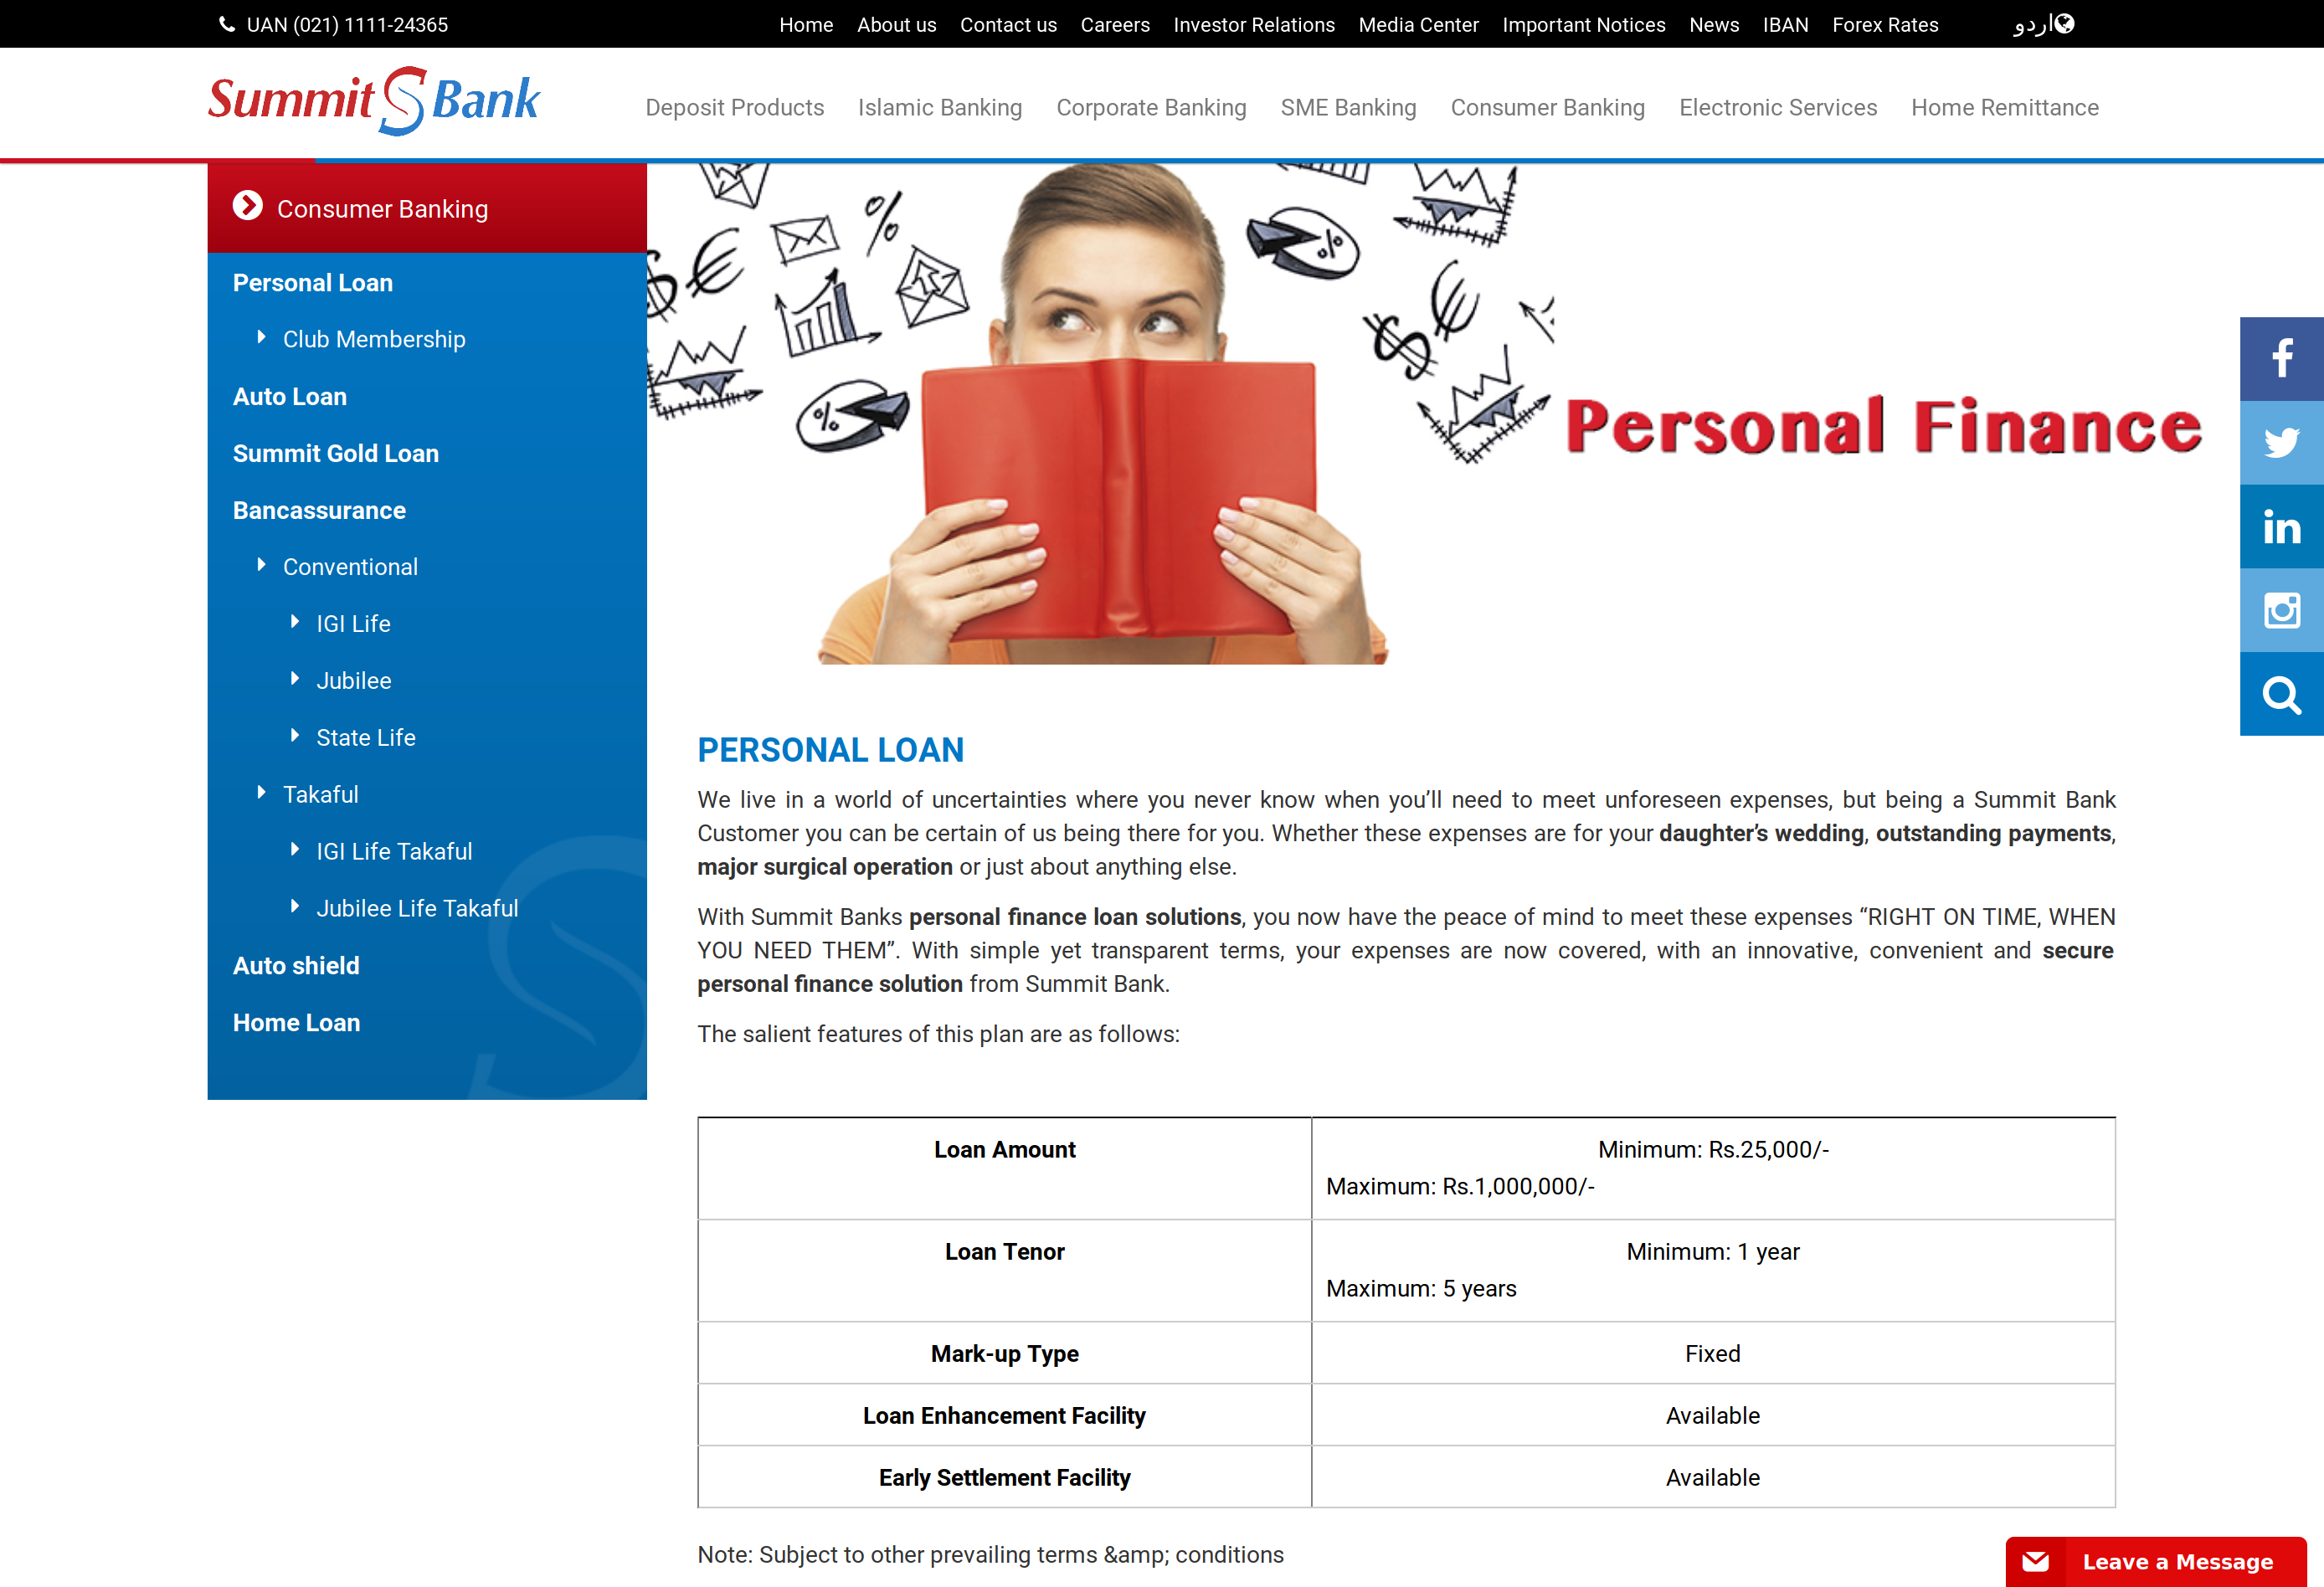 UAN (021) 1111-24365
Home About us Contact us Careers Investor Relations Media Center Important Notices News IBAN Forex Rates اردو
Summit S Bank
Deposit Products Islamic Banking Corporate Banking SME Banking Consumer Banking Electronic Services Home Remittance
Consumer Banking
Personal Loan
Club Membership
Auto Loan
Summit Gold Loan
Bancassurance
Conventional
IGI Life
Jubilee
State Life
Takaful
IGI Life Takaful
Jubilee Life Takaful
Auto shield
Home Loan
Personal Finance
PERSONAL LOAN
We live in a world of uncertainties where you never know when you’ll need to meet unforeseen expenses, but being a Summit Bank
Customer you can be certain of us being there for you. Whether these expenses are for your daughter’s wedding, outstanding payments,
major surgical operation or just about anything else.
With Summit Banks personal finance loan solutions, you now have the peace of mind to meet these expenses “RIGHT ON TIME, WHEN
YOU NEED THEM”. With simple yet transparent terms, your expenses are now covered, with an innovative, convenient and secure
personal finance solution from Summit Bank.
The salient features of this plan are as follows:
Loan Amount Minimum: Rs.25,000/-
Maximum: Rs.1,000,000/-
Loan Tenor Minimum: 1 year
Maximum: 5 years
Mark-up Type Fixed
Loan Enhancement Facility Available
Early Settlement Facility Available
Note: Subject to other prevailing terms &amp;amp; conditions
Leave a Message